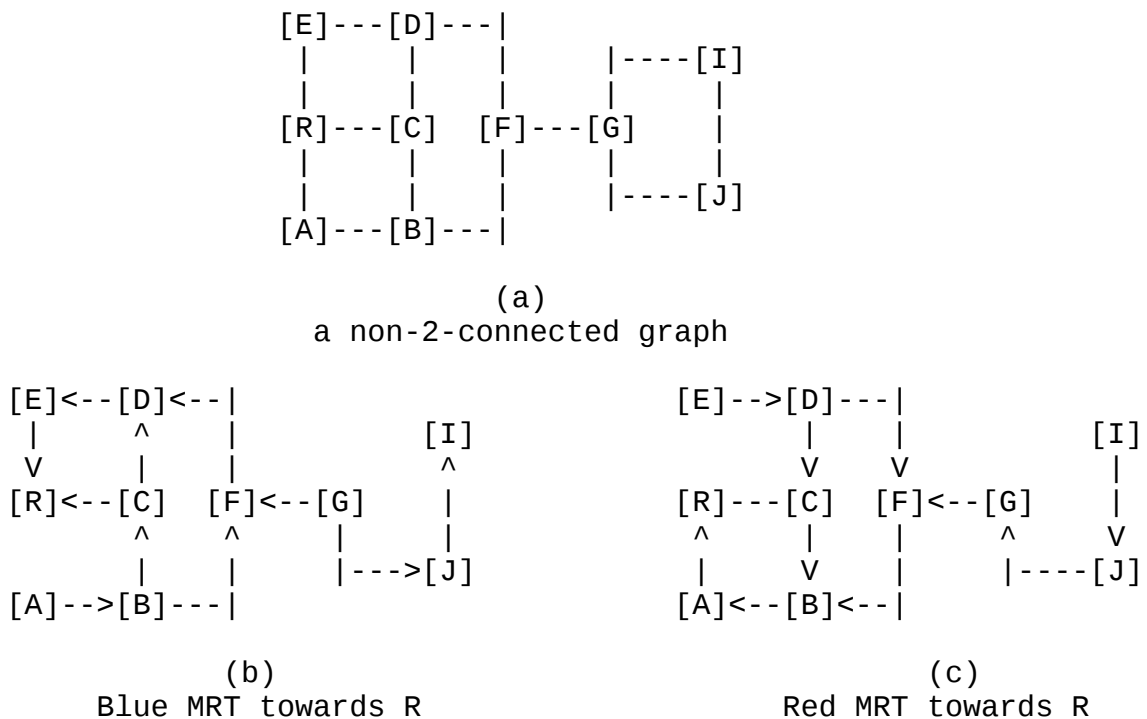 [E]---[D]---|
 |     |    |     |----[I]
 |     |    |     |     |
[R]---[C]  [F]---[G]    |
 |     |    |     |     |
 |     |    |     |----[J]
[A]---[B]---|
(a)
a non-2-connected graph
[E]<--[D]<--|                         [E]-->[D]---|
 |     ^    |          [I]             |    |          [I]
 V     |    |           ^              V    V           |
[R]<--[C]  [F]<--[G]    |             [R]---[C]  [F]<--[G]    |
 ^    ^     |     |              ^     |    |     ^     V
 |    |     |--->[J]             |     V    |     |----[J]
[A]-->[B]---|                         [A]<--[B]<--|
(b)                                   (c)
Blue MRT towards R                    Red MRT towards R